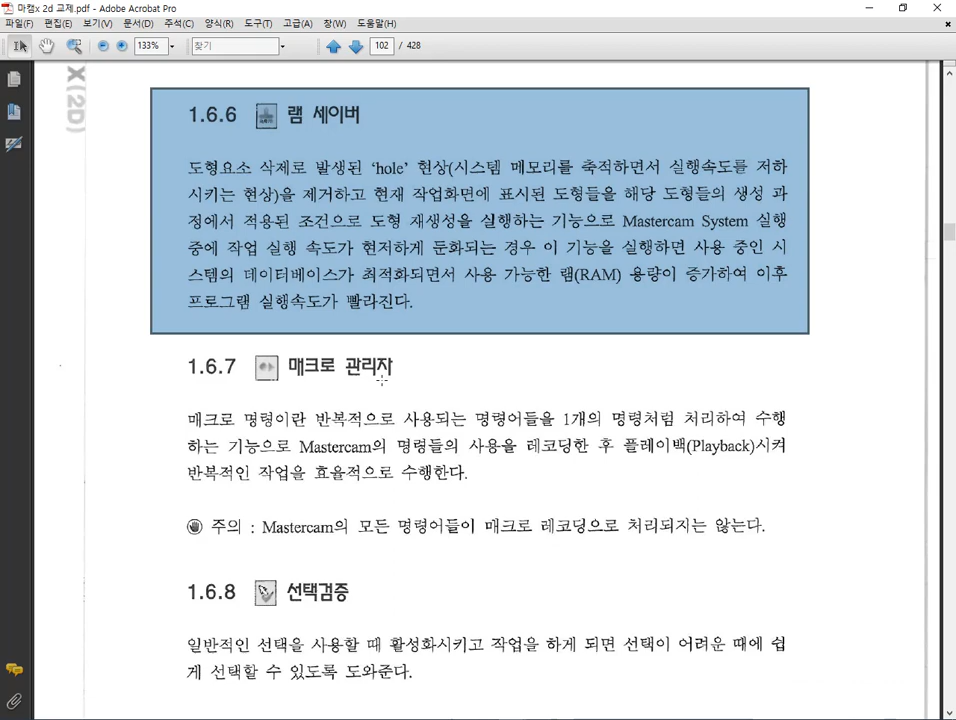 마캠x 2d 교제.pdf - Adobe Acrobat Pro
파일(F) 편집(E) 보기(V) 문서(D) 주석(C) 양식(R) 도구(T) 고급(A) 창(W) 도움말(H)
133% 찾기 102 / 428
X(2D)
1.6.6 램 세이버
도형요소 삭제로 발생된 ‘hole’ 현상(시스템 메모리를 축적하면서 실행속도를 저하
시키는 현상)을 제거하고 현재 작업화면에 표시된 도형들을 해당 도형들의 생성 과
정에서 적용된 조건으로 도형 재생성을 실행하는 기능으로 Mastercam System 실행
중에 작업 실행 속도가 현저하게 둔화되는 경우 이 기능을 실행하면 사용 중인 시
스템의 데이터베이스가 최적화되면서 사용 가능한 램(RAM) 용량이 증가하여 이후
프로그램 실행속도가 빨라진다.
1.6.7 매크로 관리자
매크로 명령이란 반복적으로 사용되는 명령어들을 1개의 명령처럼 처리하여 수행
하는 기능으로 Mastercam의 명령들의 사용을 레코딩한 후 플레이백(Playback)시켜
반복적인 작업을 효율적으로 수행한다.
주의 : Mastercam의 모든 명령어들이 매크로 레코딩으로 처리되지는 않는다.
1.6.8 선택검증
일반적인 선택을 사용할 때 활성화시키고 작업을 하게 되면 선택이 어려운 때에 쉽
게 선택할 수 있도록 도와준다.